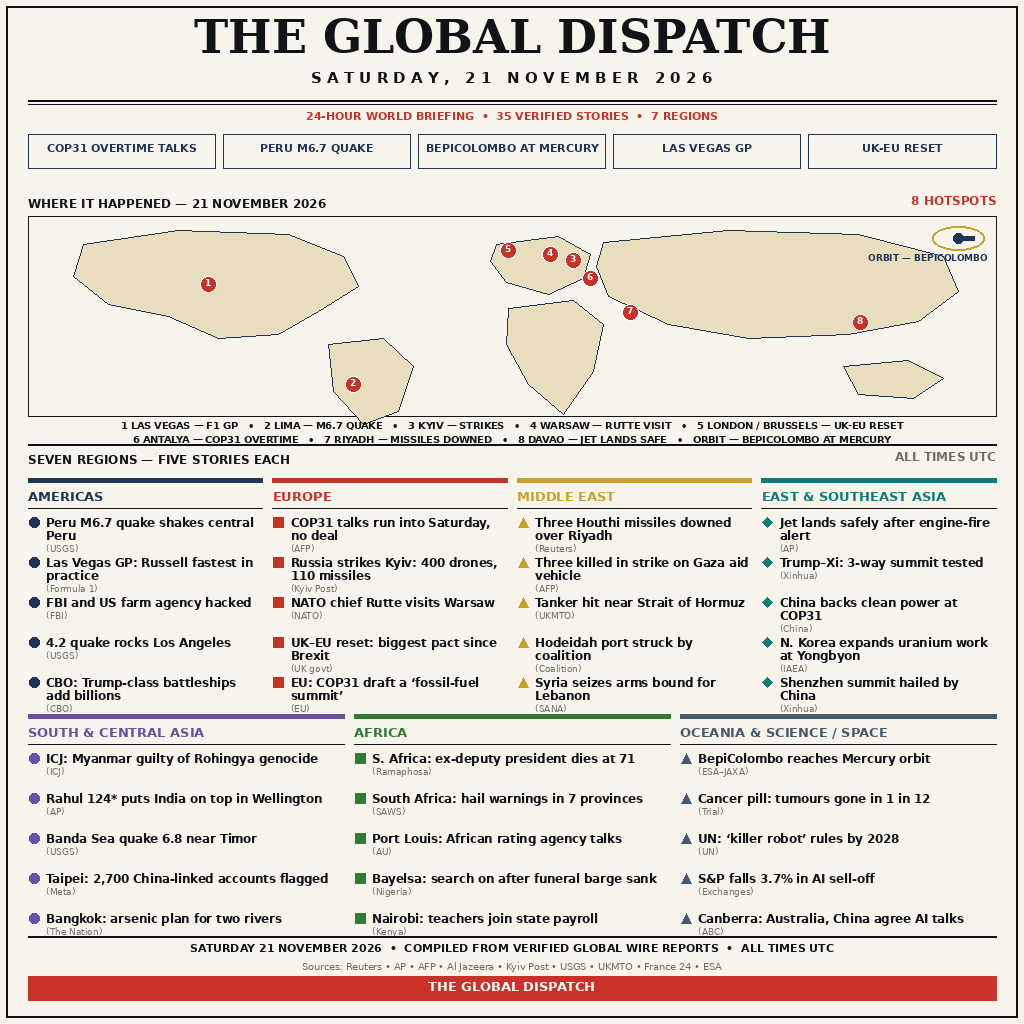 THE GLOBAL DISPATCH
SATURDAY, 21 NOVEMBER 2026
24-HOUR WORLD BRIEFING • 35 VERIFIED STORIES • 7 REGIONS
COP31 OVERTIME TALKS
PERU M6.7 QUAKE
BEPICOLOMBO AT MERCURY
LAS VEGAS GP
UK-EU RESET
WHERE IT HAPPENED — 21 NOVEMBER 2026
8 HOTSPOTS
ORBIT — BEPICOLOMBO
5
4
3
6
1
7
8
2
1 LAS VEGAS — F1 GP • 2 LIMA — M6.7 QUAKE • 3 KYIV — STRIKES • 4 WARSAW — RUTTE VISIT • 5 LONDON / BRUSSELS — UK-EU RESET
6 ANTALYA — COP31 OVERTIME • 7 RIYADH — MISSILES DOWNED • 8 DAVAO — JET LANDS SAFE • ORBIT — BEPICOLOMBO AT MERCURY
SEVEN REGIONS — FIVE STORIES EACH
ALL TIMES UTC
AMERICAS
Peru M6.7 quake shakes central
Peru
(USGS)
Las Vegas GP: Russell fastest in
practice
(Formula 1)
FBI and US farm agency hacked
(FBI)
4.2 quake rocks Los Angeles
(USGS)
CBO: Trump-class battleships
add billions
(CBO)
EUROPE
COP31 talks run into Saturday,
no deal
(AFP)
Russia strikes Kyiv: 400 drones,
110 missiles
(Kyiv Post)
NATO chief Rutte visits Warsaw
(NATO)
UK–EU reset: biggest pact since
Brexit
(UK govt)
EU: COP31 draft a ‘fossil-fuel
summit’
(EU)
MIDDLE EAST
Three Houthi missiles downed
over Riyadh
(Reuters)
Three killed in strike on Gaza aid
vehicle
(AFP)
Tanker hit near Strait of Hormuz
(UKMTO)
Hodeidah port struck by
coalition
(Coalition)
Syria seizes arms bound for
Lebanon
(SANA)
EAST & SOUTHEAST ASIA
Jet lands safely after engine-fire
alert
(AP)
Trump–Xi: 3-way summit tested
(Xinhua)
China backs clean power at
COP31
(China)
N. Korea expands uranium work
at Yongbyon
(IAEA)
Shenzhen summit hailed by
China
(Xinhua)
SOUTH & CENTRAL ASIA
ICJ: Myanmar guilty of Rohingya genocide
(ICJ)
Rahul 124* puts India on top in Wellington
(AP)
Banda Sea quake 6.8 near Timor
(USGS)
Taipei: 2,700 China-linked accounts flagged
(Meta)
Bangkok: arsenic plan for two rivers
(The Nation)
AFRICA
S. Africa: ex-deputy president dies at 71
(Ramaphosa)
South Africa: hail warnings in 7 provinces
(SAWS)
Port Louis: African rating agency talks
(AU)
Bayelsa: search on after funeral barge sank
(Nigeria)
Nairobi: teachers join state payroll
(Kenya)
OCEANIA & SCIENCE / SPACE
BepiColombo reaches Mercury orbit
(ESA–JAXA)
Cancer pill: tumours gone in 1 in 12
(Trial)
UN: ‘killer robot’ rules by 2028
(UN)
S&P falls 3.7% in AI sell-off
(Exchanges)
Canberra: Australia, China agree AI talks
(ABC)
SATURDAY 21 NOVEMBER 2026 • COMPILED FROM VERIFIED GLOBAL WIRE REPORTS • ALL TIMES UTC
Sources: Reuters • AP • AFP • Al Jazeera • Kyiv Post • USGS • UKMTO • France 24 • ESA
THE GLOBAL DISPATCH